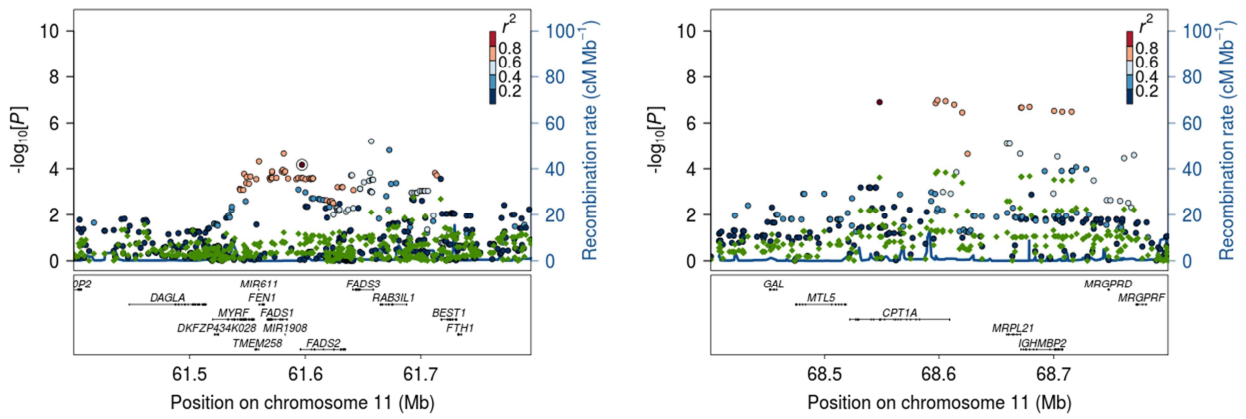 10
8
6
4
2
0
-log10[P]
r2
0.8
0.6
0.4
0.2
100
80
60
40
20
0
Recombination rate (cM Mb-1)
0P2
MIR611
FADS3
DAGLA
FEN1
RAB3IL1
MYRF
FADS1
BEST1
DKFZP434K028
MIR1908
FTH1
TMEM258
FADS2
61.5
61.6
61.7
Position on chromosome 11 (Mb)
10
8
6
4
2
0
-log10[P]
r2
0.8
0.6
0.4
0.2
100
80
60
40
20
0
Recombination rate (cM Mb-1)
GAL
MRGPRD
MTL5
MRGPRF
CPT1A
MRPL21
IGHMBP2
68.5
68.6
68.7
Position on chromosome 11 (Mb)